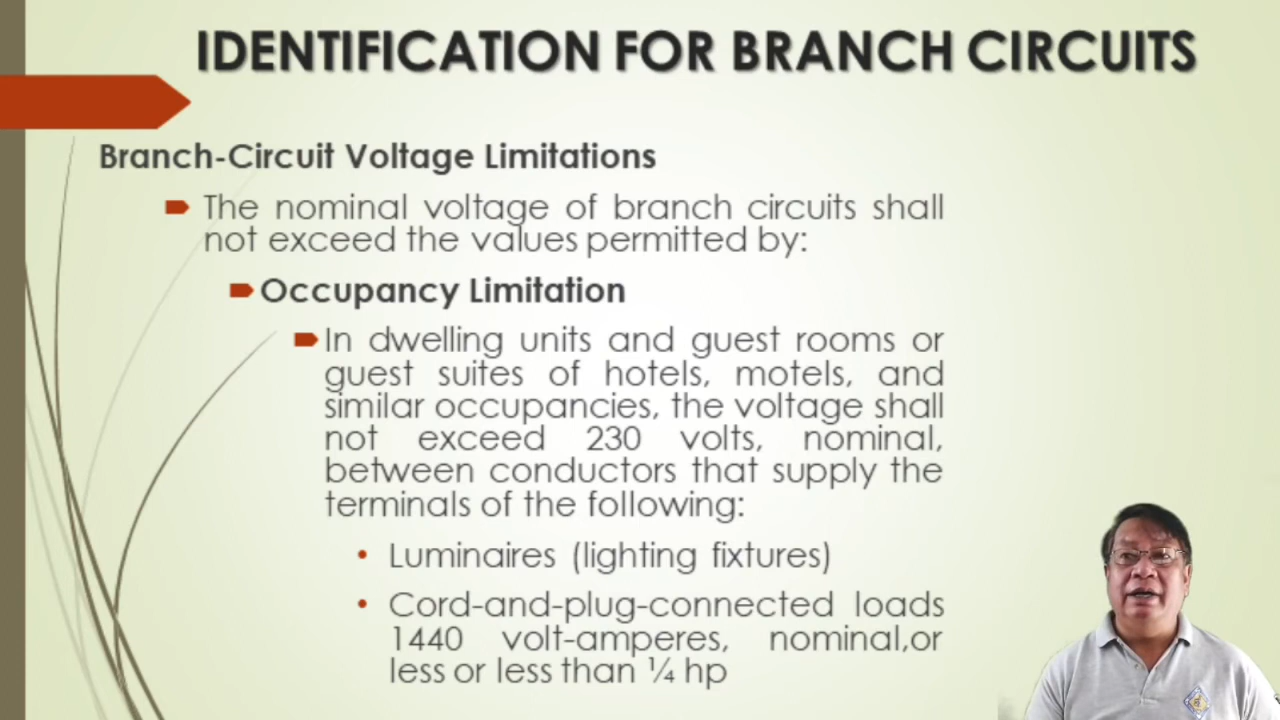 IDENTIFICATION FOR BRANCH CIRCUITS
Branch-Circuit Voltage Limitations
The nominal voltage of branch circuits shall
not exceed the values permitted by:
Occupancy Limitation
In dwelling units and guest rooms or
guest suites of hotels, motels, and
similar occupancies, the voltage shall
not exceed 230 volts, nominal,
between conductors that supply the
terminals of the following:
• Luminaires (lighting fixtures)
• Cord-and-plug-connected loads
1440 volt-amperes, nominal,or
less or less than ¼ hp